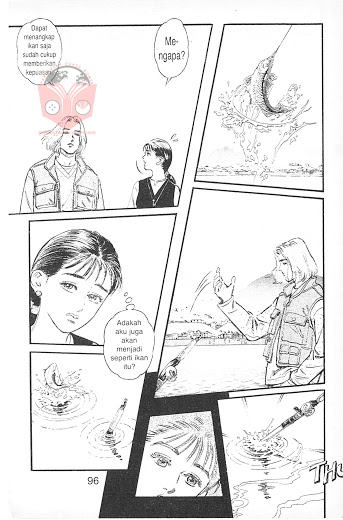 Dapat
menangkap
ikan saja
sudah cukup
memberikan
kepuasan.
Me-
ngapa?
Adakah
aku juga
akan
menjadi
seperti ikan
itu?
96